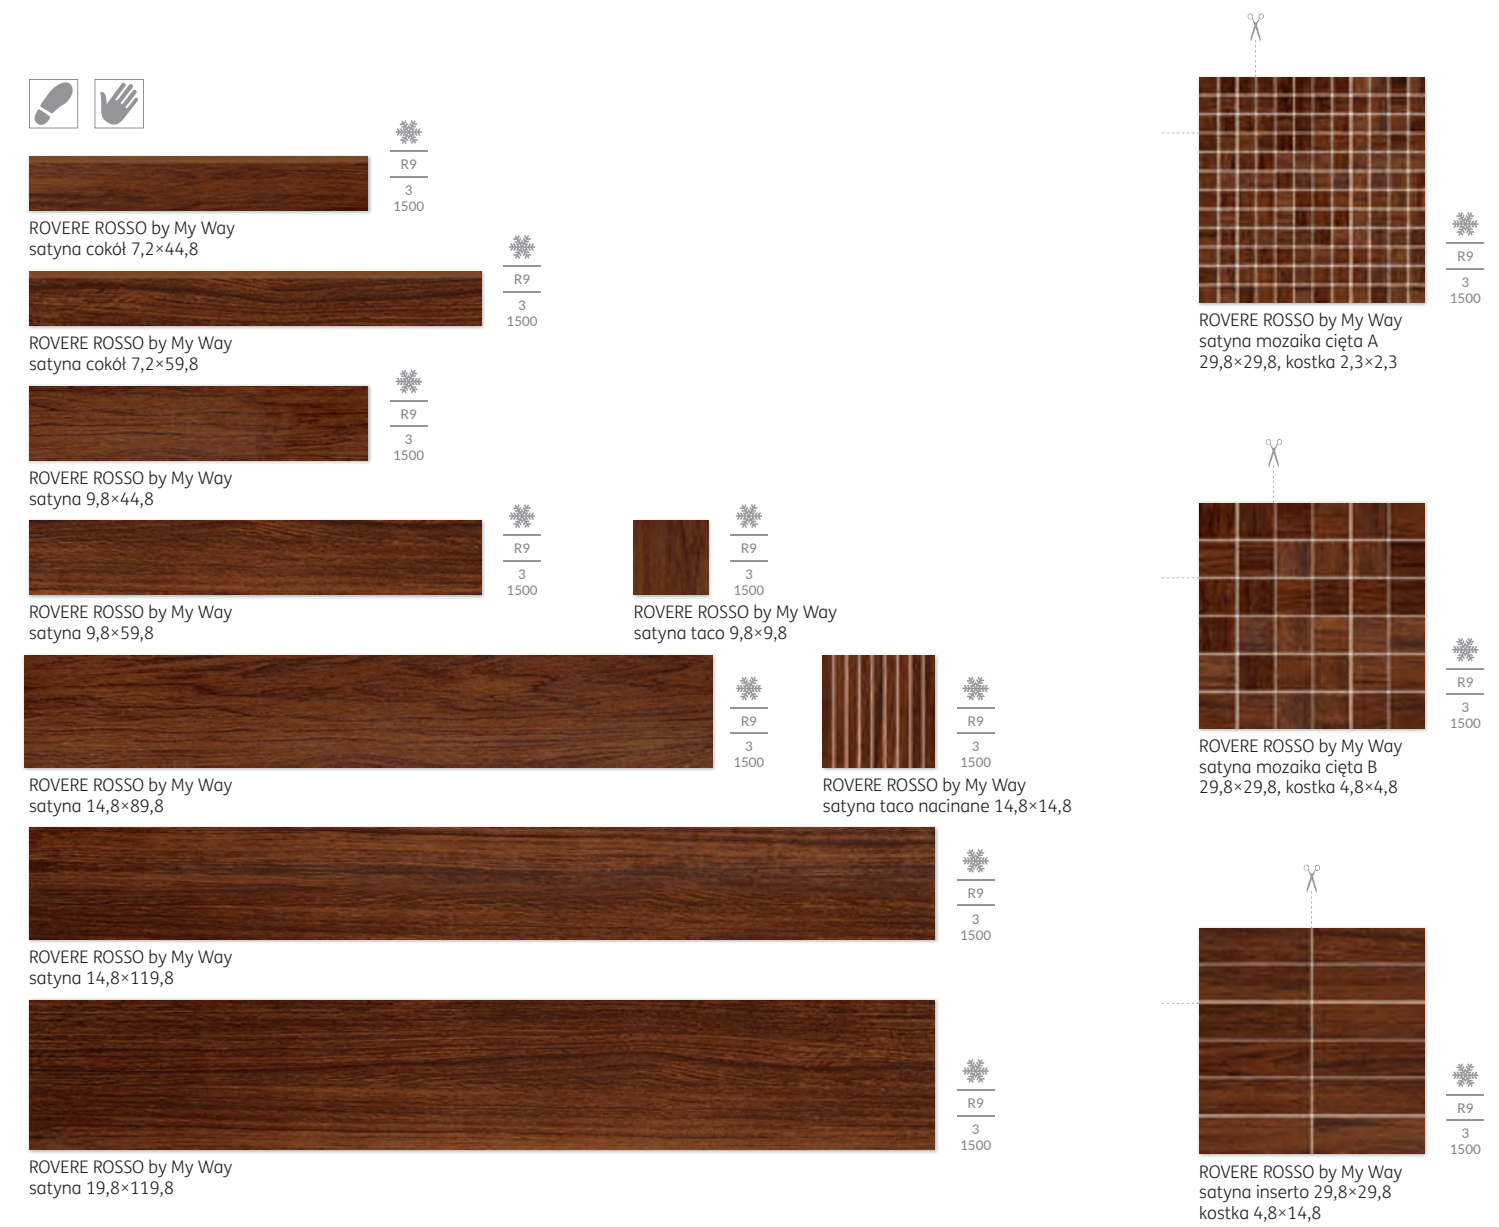 R9
3
1500
ROVERE ROSSO by My Way
satyna cokół 7,2×44,8
R9
3
1500
ROVERE ROSSO by My Way
satyna cokół 7,2×59,8
R9
3
1500
ROVERE ROSSO by My Way
satyna 9,8×44,8
R9
3
1500
ROVERE ROSSO by My Way
satyna 9,8×59,8
R9
3
1500
ROVERE ROSSO by My Way
satyna taco 9,8×9,8
R9
3
1500
ROVERE ROSSO by My Way
satyna 14,8×89,8
R9
3
1500
ROVERE ROSSO by My Way
satyna taco nacinane 14,8×14,8
R9
3
1500
ROVERE ROSSO by My Way
satyna 14,8×119,8
R9
3
1500
ROVERE ROSSO by My Way
satyna 19,8×119,8
R9
3
1500
ROVERE ROSSO by My Way
satyna mozaika cięta A
29,8×29,8, kostka 2,3×2,3
R9
3
1500
ROVERE ROSSO by My Way
satyna mozaika cięta B
29,8×29,8, kostka 4,8×4,8
R9
3
1500
ROVERE ROSSO by My Way
satyna inserto 29,8×29,8
kostka 4,8×14,8